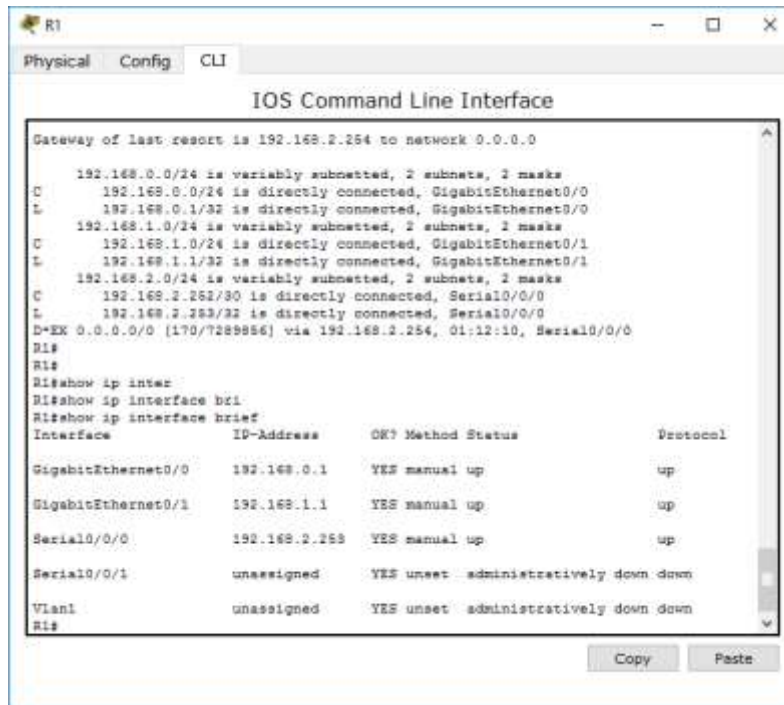 R1
Physical Config CLI
IOS Command Line Interface
Gateway of last resort is 192.168.2.254 to network 0.0.0.0
192.168.0.0/24 is variably subnetted, 2 subnets, 2 masks
C 192.168.0.0/24 is directly connected, GigabitEthernet0/0
L 192.168.0.1/32 is directly connected, GigabitEthernet0/0
192.168.1.0/24 is variably subnetted, 2 subnets, 2 masks
C 192.168.1.0/24 is directly connected, GigabitEthernet0/1
L 192.168.1.1/32 is directly connected, GigabitEthernet0/1
192.168.2.0/24 is variably subnetted, 2 subnets, 2 masks
C 192.168.2.252/30 is directly connected, Serial0/0/0
L 192.168.2.253/32 is directly connected, Serial0/0/0
D*EX 0.0.0.0/0 [170/7289856] via 192.168.2.254, 01:12:10, Serial0/0/0
R1#
R1#
R1#show ip inter
R1#show ip interface bri
R1#show ip interface brief
Interface IP-Address OK? Method Status Protocol
GigabitEthernet0/0 192.168.0.1 YES manual up up
GigabitEthernet0/1 192.168.1.1 YES manual up up
Serial0/0/0 192.168.2.253 YES manual up up
Serial0/0/1 unassigned YES unset administratively down down
Vlan1 unassigned YES unset administratively down down
R1#
Copy Paste